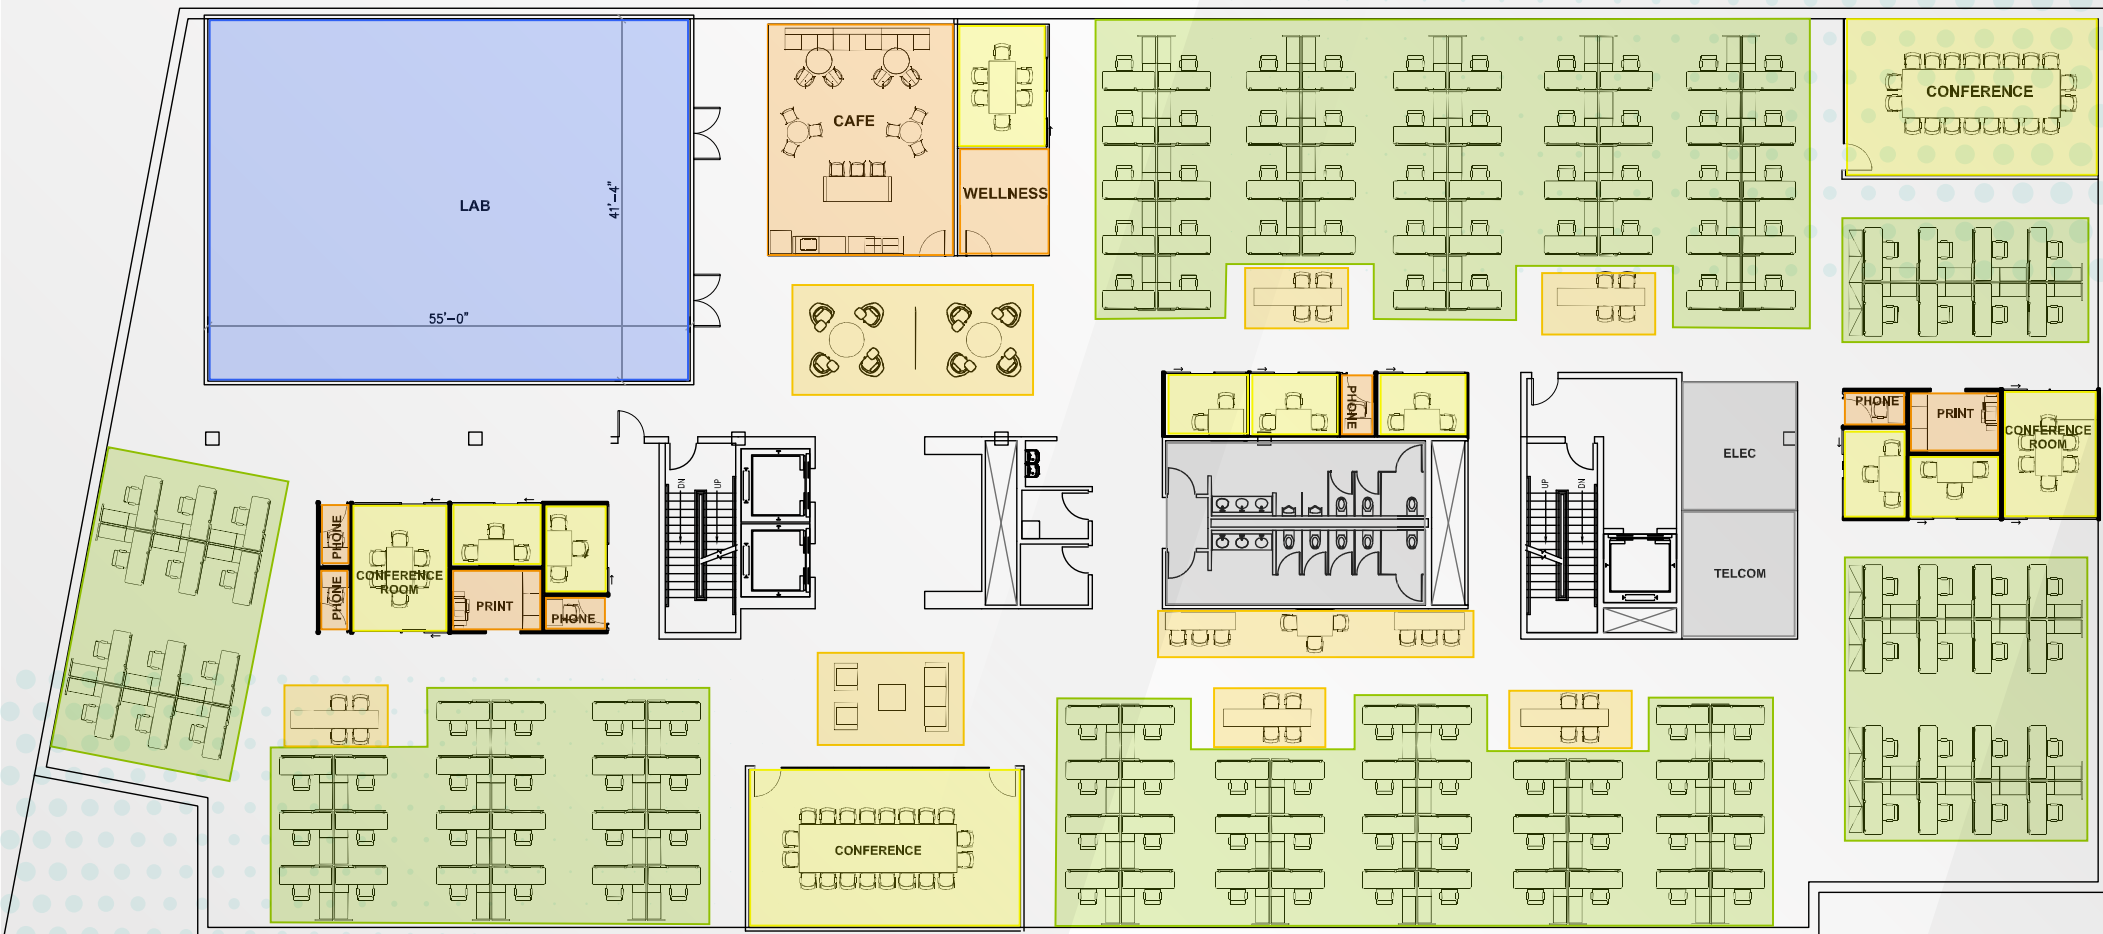 CONFERENCE
CAFE
WELLNESS
LAB
41'-4"
55'-0"
PHONE
PHONE
PRINT
CONFERENCE
ROOM
DN
UP
UP
DN
ELEC
TELCOM
PHONE
PHONE
CONFERENCE
ROOM
PRINT
PHONE
CONFERENCE